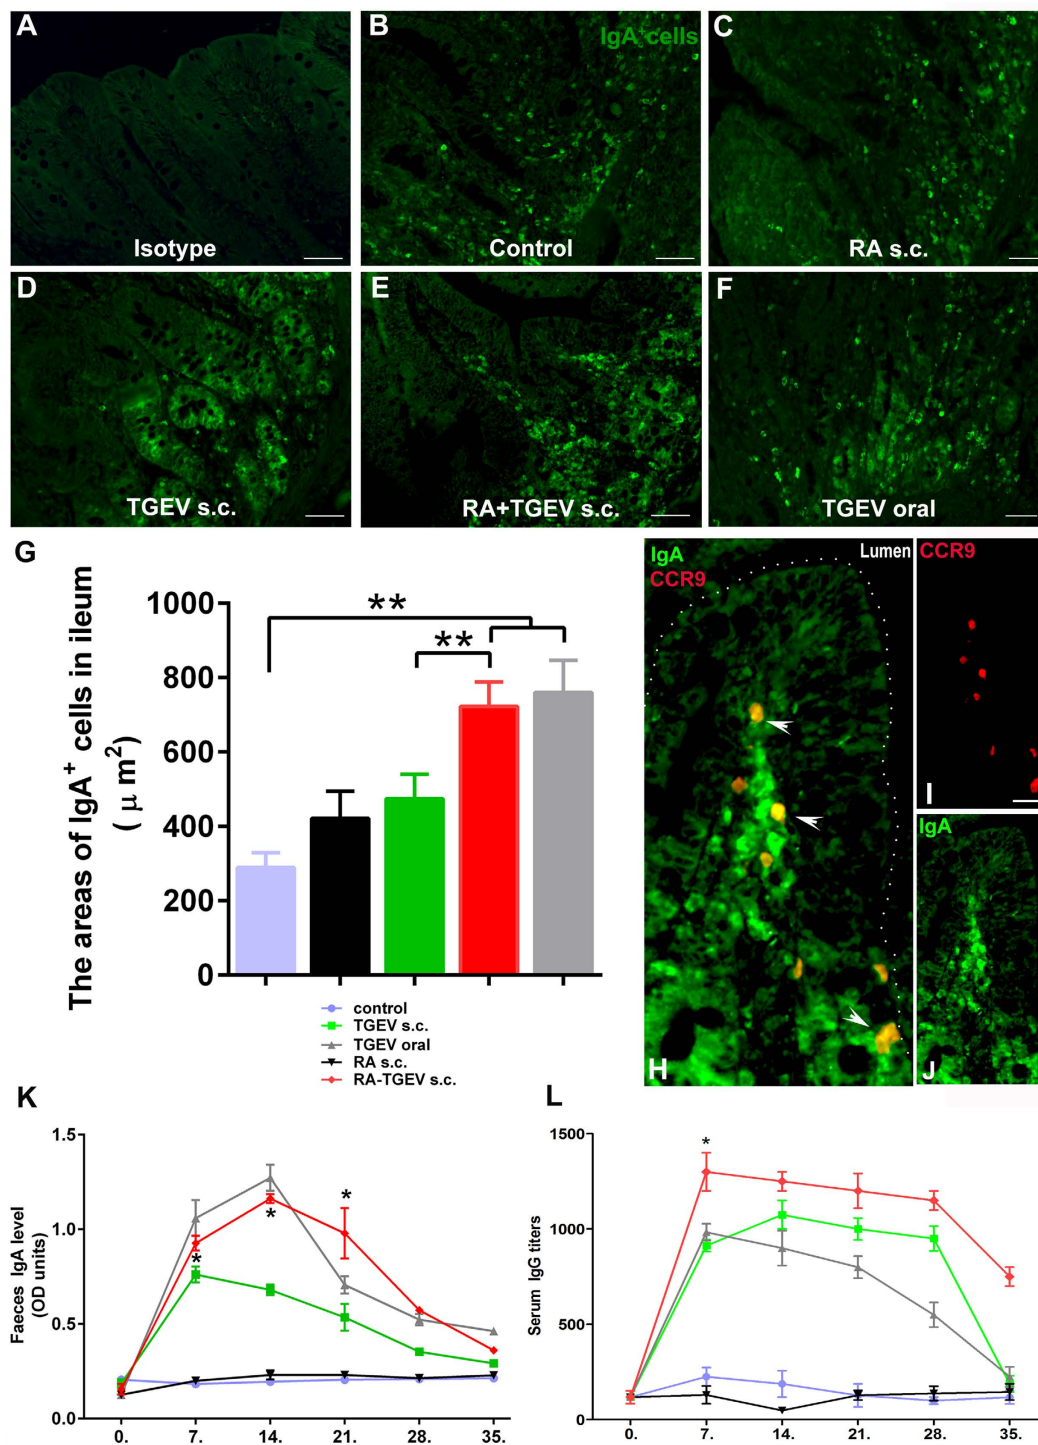 A
B
IgA+cells
C
Isotype
Control
RA s.c.
D
E
F
TGEV s.c.
RA+TGEV s.c.
TGEV oral
G
The areas of IgA+ cells in ileum
( μ m2)
1000
800
600
400
200
0
**
**
IgA
CCR9
Lumen
H
CCR9
I
IgA
J
control
TGEV s.c.
TGEV oral
RA s.c.
RA-TGEV s.c.
K
Faeces IgA level
(OD units)
1.5
1.0
0.5
0.0
*
*
*
0. 7. 14. 21. 28. 35.
L
Serum IgG titers
1500
1000
500
0
*
0. 7. 14. 21. 28. 35.